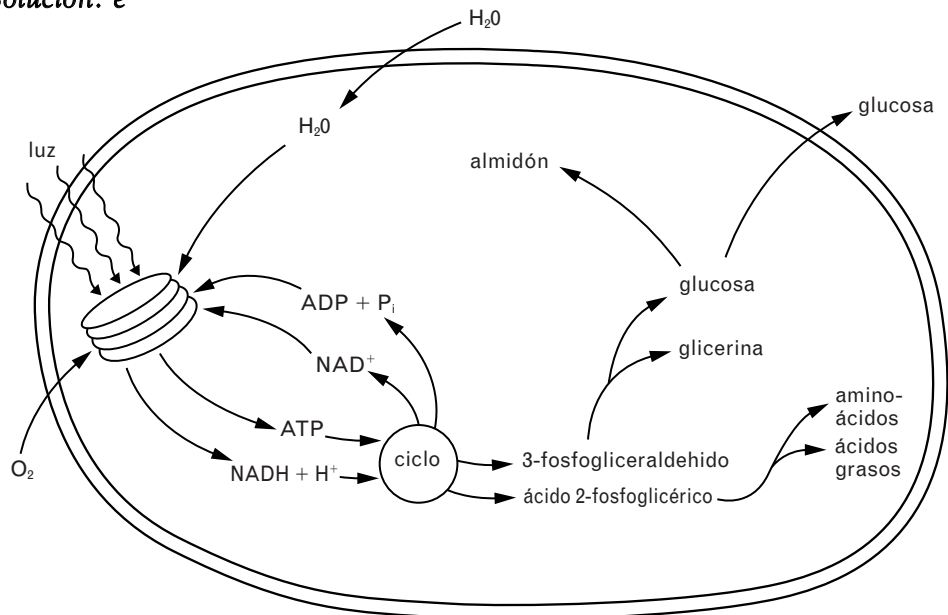 solución: e
H₂0
H₂0
luz
glucosa
almidón
glucosa
ADP + Pᵢ
glicerina
NAD⁺
amino-
ácidos
ATP
ciclo
ácidos
grasos
O₂
NADH + H⁺
3-fosfogliceraldehido
ácido 2-fosfoglicérico